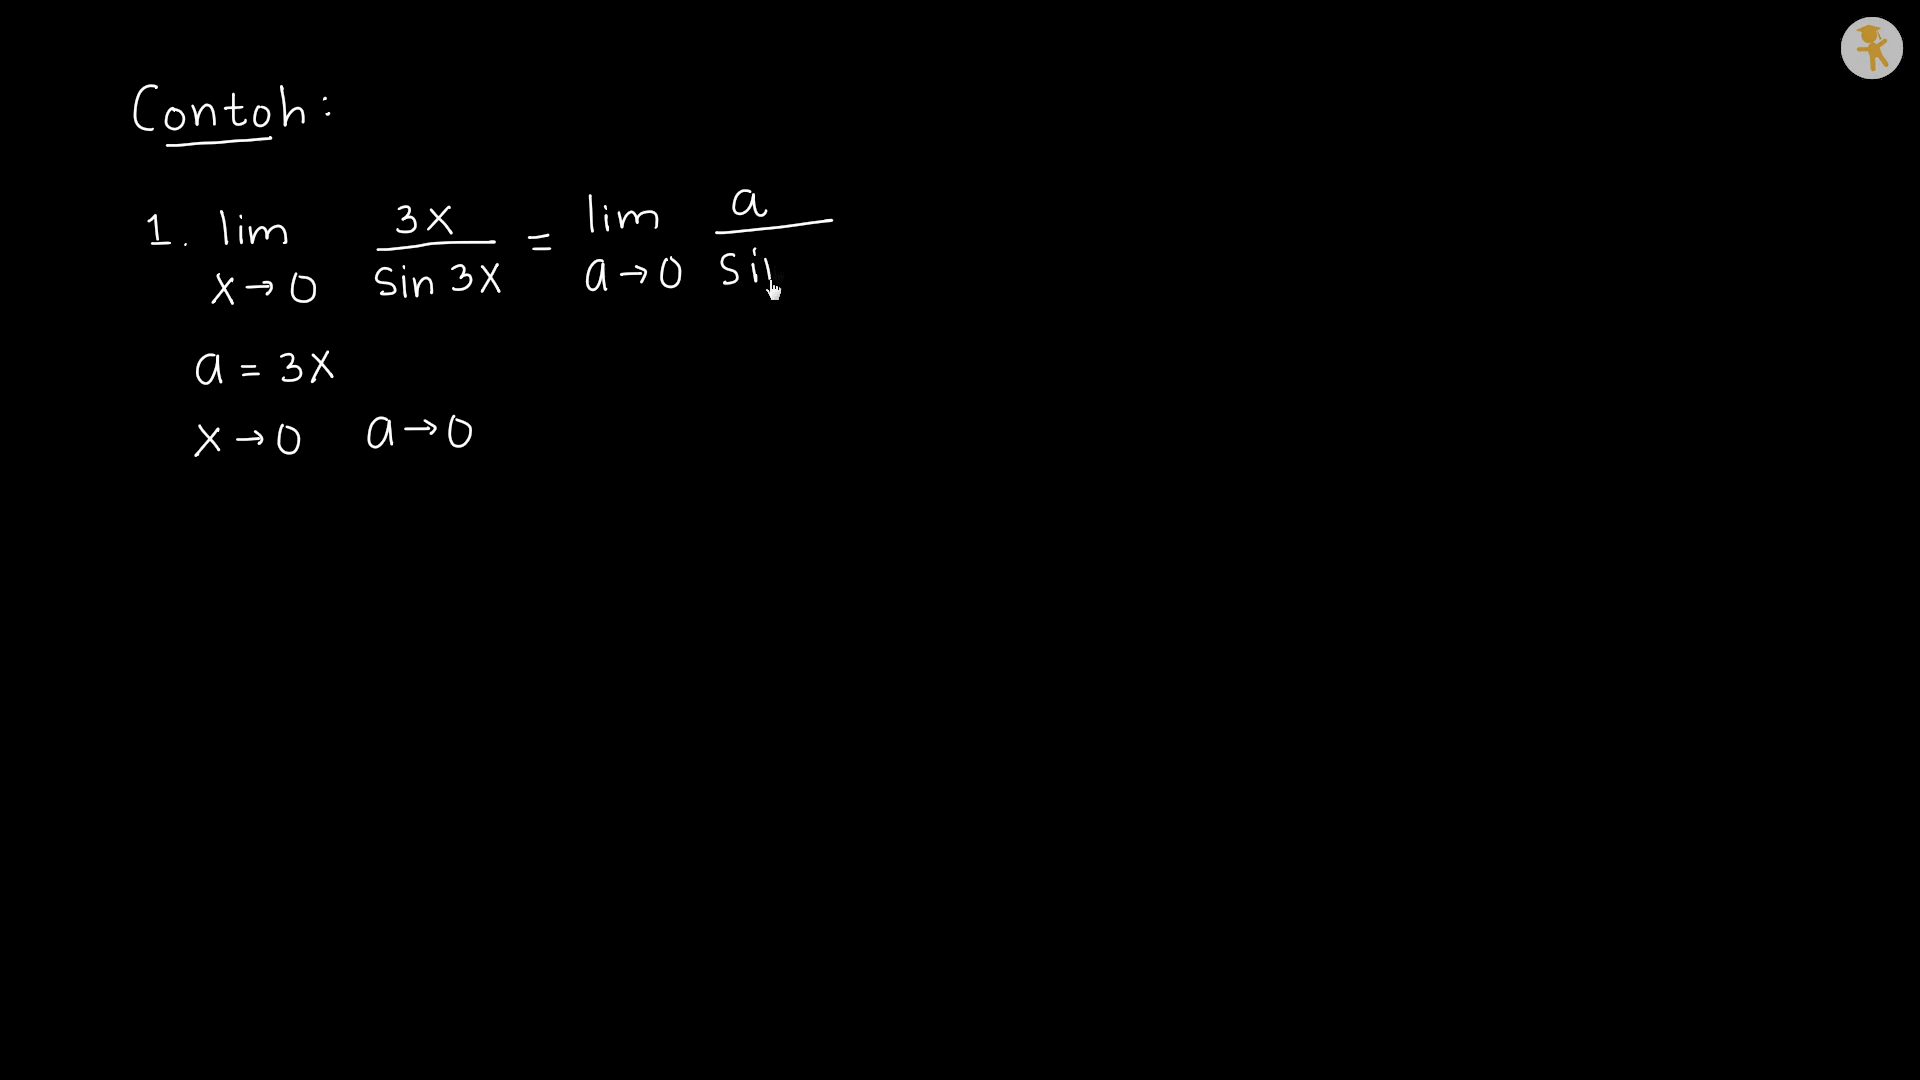 Contoh:
1. lim x→0 3x / sin 3x = lim a→0 a / si
a = 3x
x→0 a→0